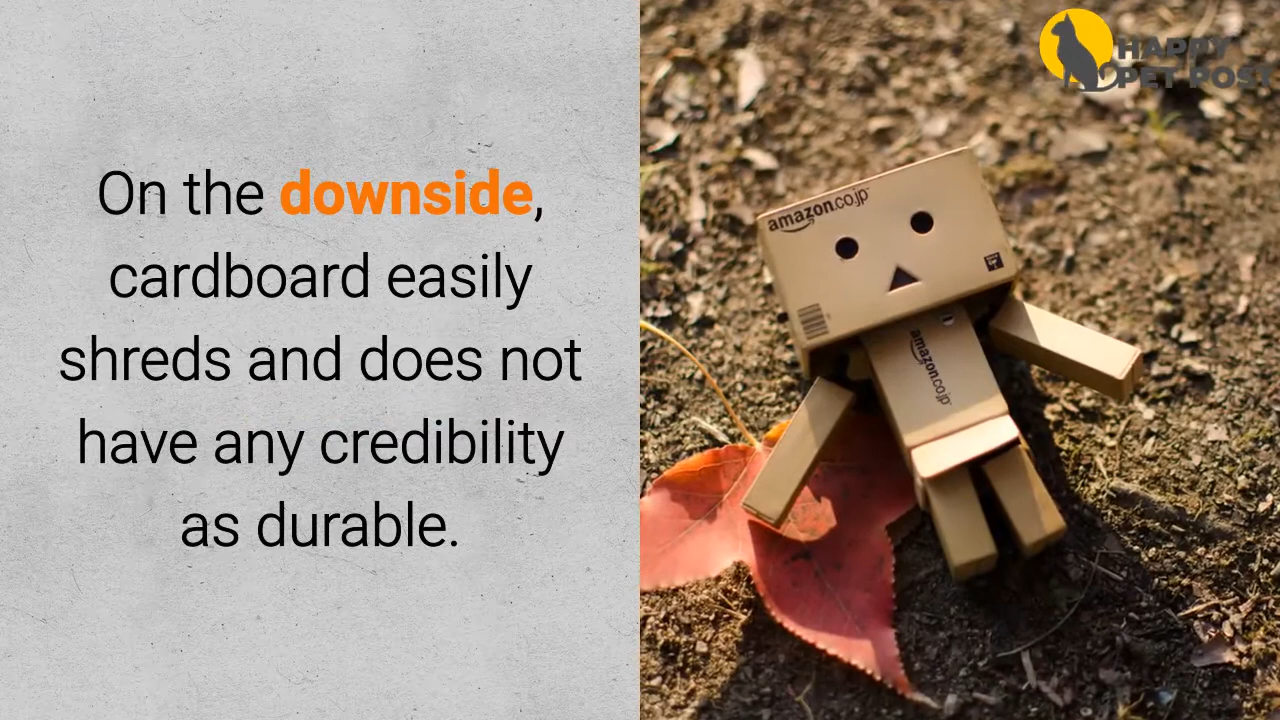 On the downside,
cardboard easily
shreds and does not
have any credibility
as durable.
HAPPY
PET POST
amazon.co.jp
amazon.co.jp